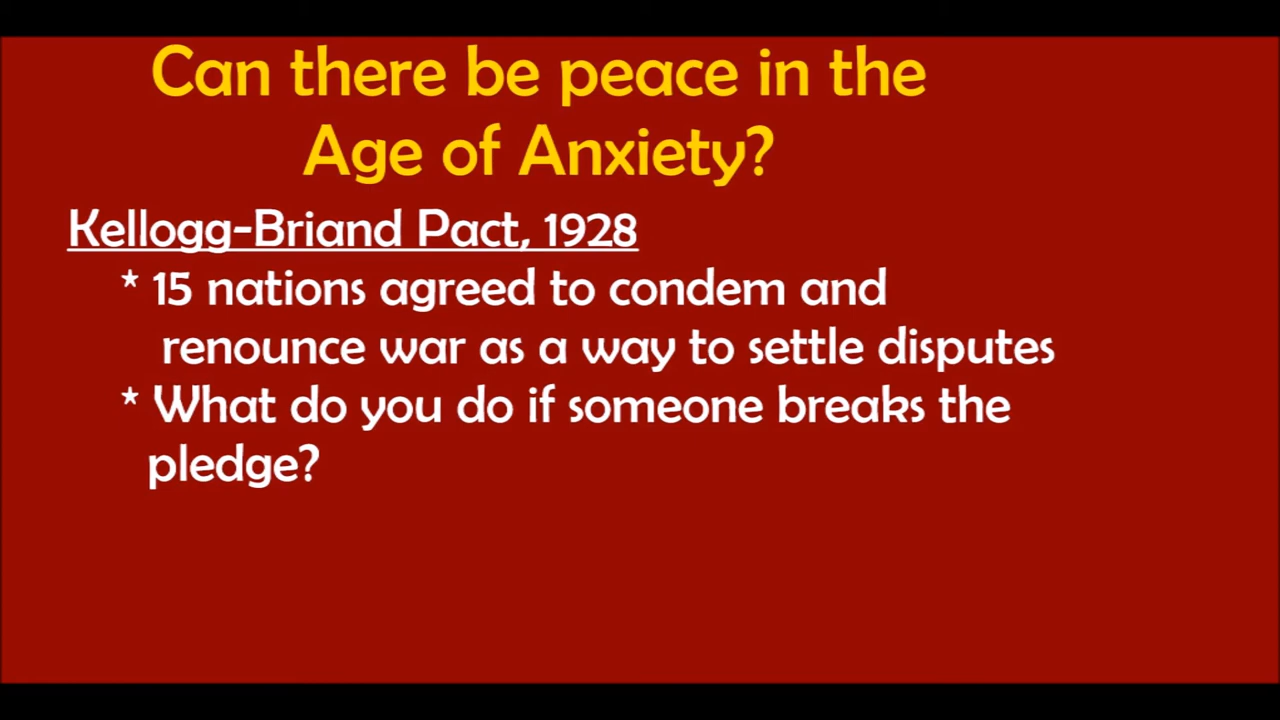 Can there be peace in the
Age of Anxiety?
Kellogg-Briand Pact, 1928
* 15 nations agreed to condem and
renounce war as a way to settle disputes
* What do you do if someone breaks the
pledge?